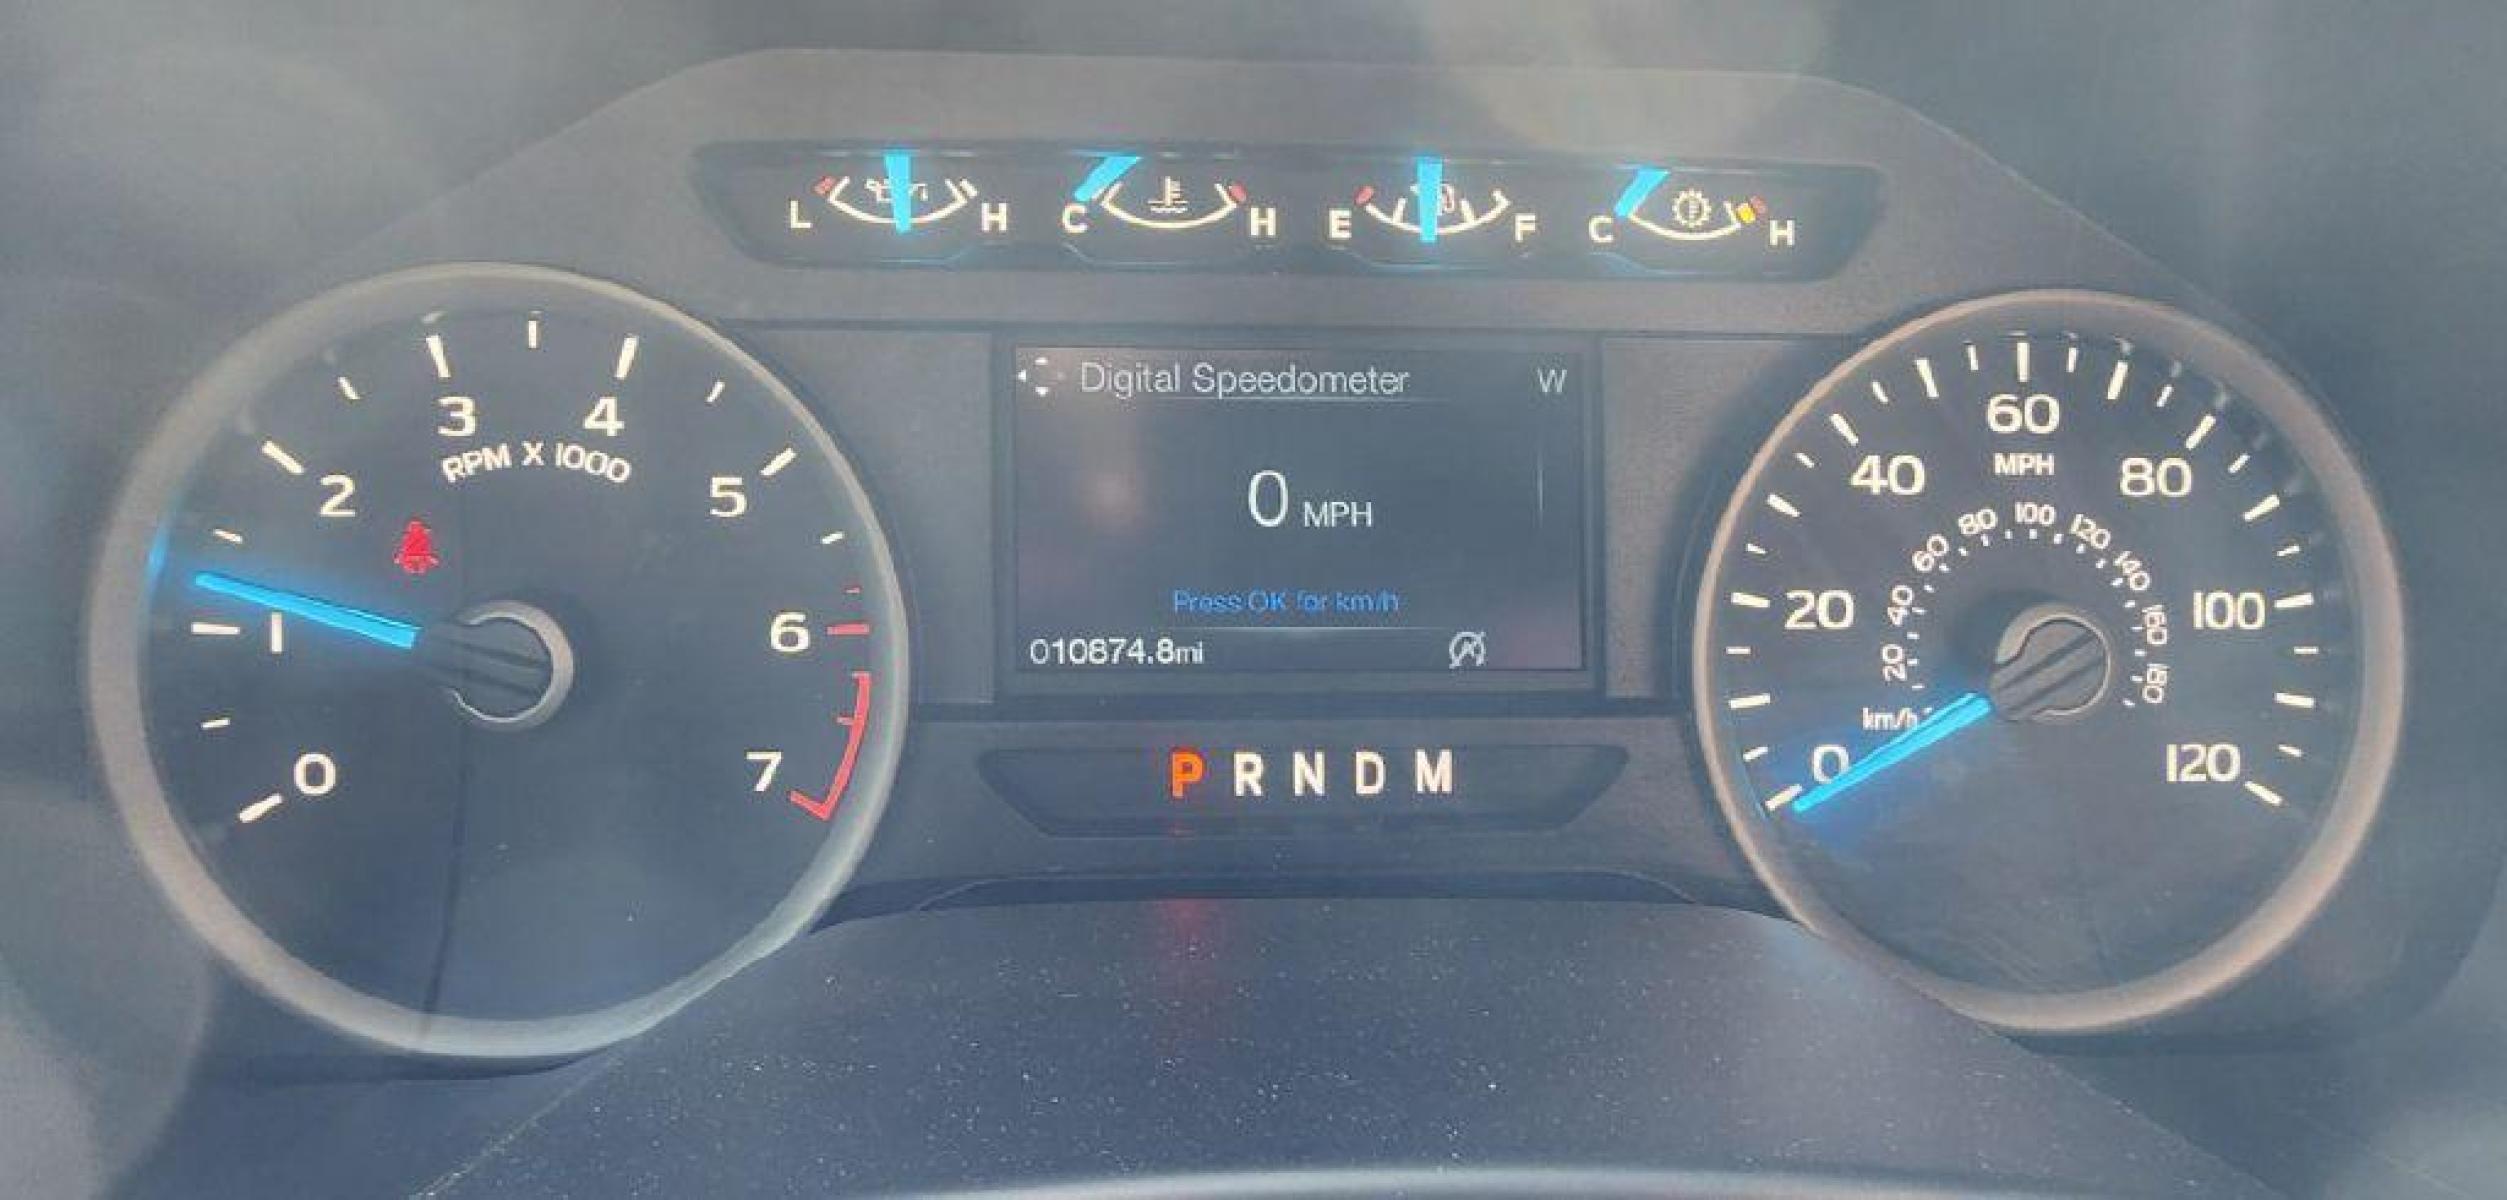 L H C H E F C H
3 4
RPM X 1000
2 5
1 6
0 7
Digital Speedometer W
0 MPH
Press OK for km/h
010874.8mi
P R N D M
60
MPH
40 80
20 100
0 120
80 100 120
60 140
40 160
20 180
km/h